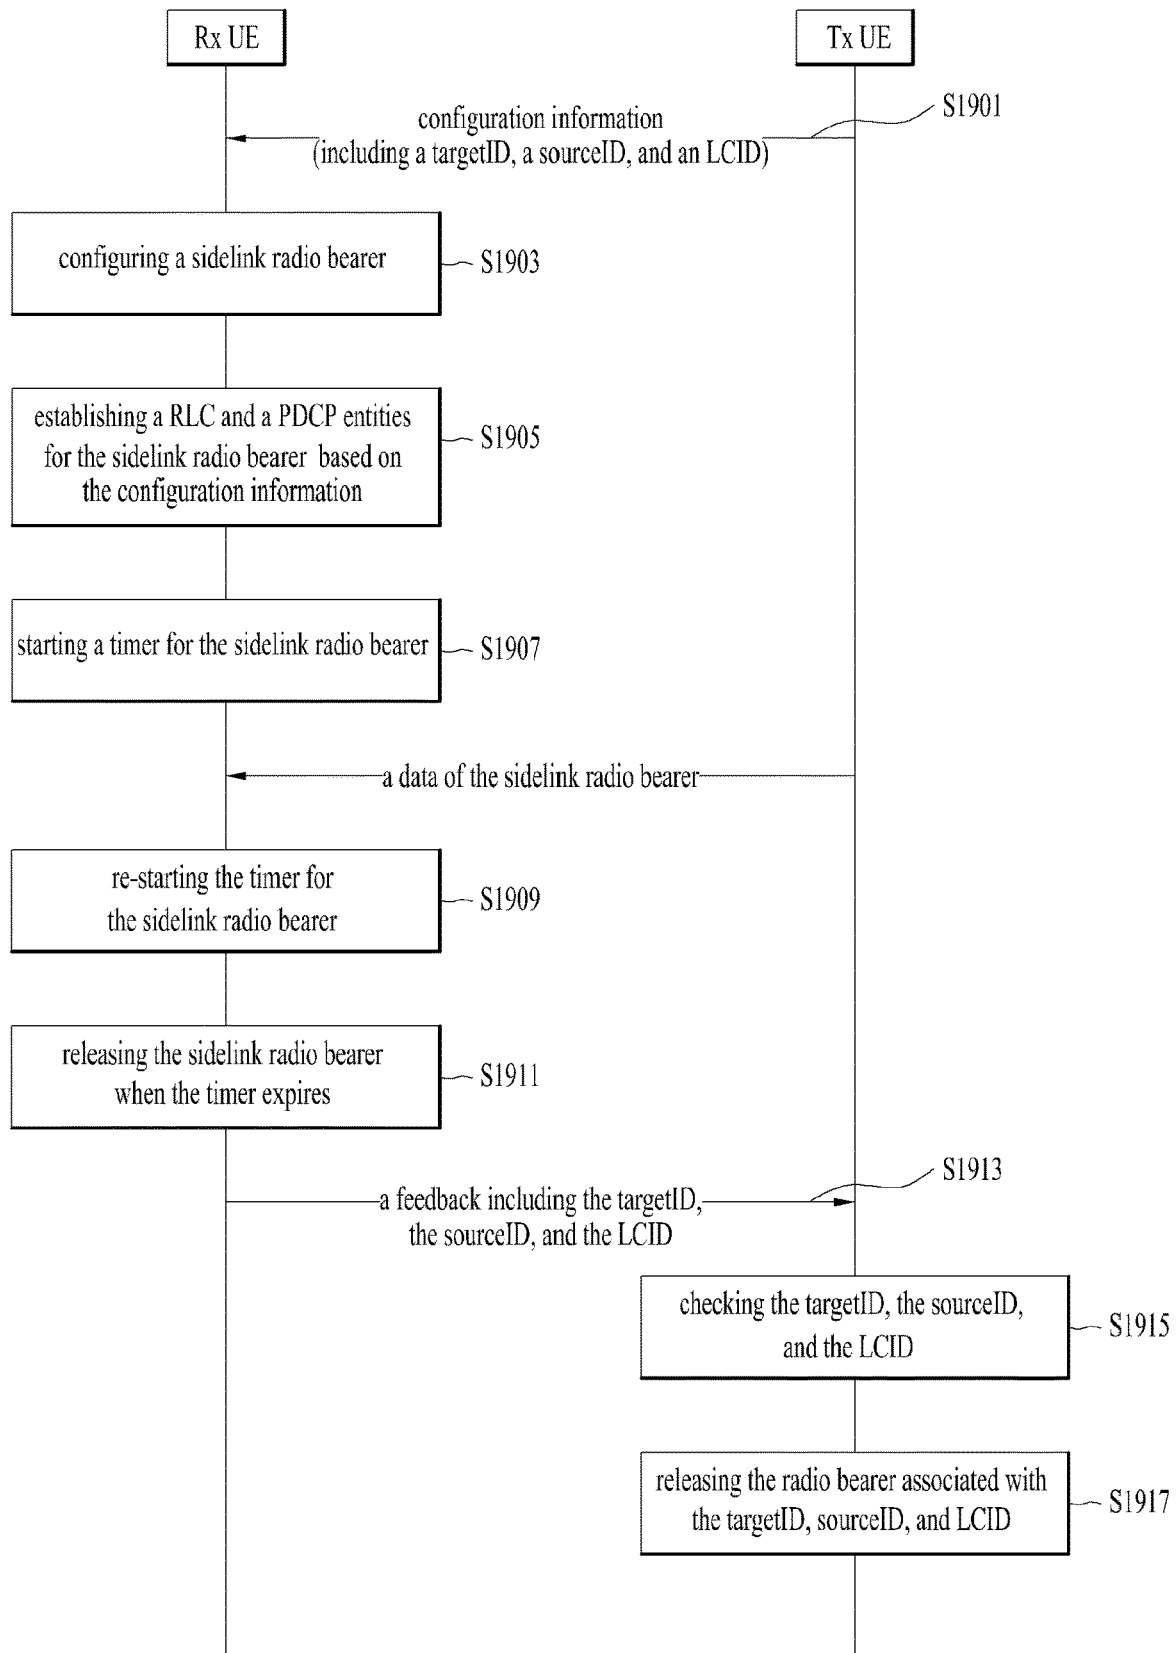 Rx UE
Tx UE
S1901
configuration information
(including a targetID, a sourceID, and an LCID)
configuring a sidelink radio bearer
S1903
establishing a RLC and a PDCP entities
for the sidelink radio bearer based on
the configuration information
S1905
starting a timer for the sidelink radio bearer
S1907
a data of the sidelink radio bearer
re-starting the timer for
the sidelink radio bearer
S1909
releasing the sidelink radio bearer
when the timer expires
S1911
S1913
a feedback including the targetID,
the sourceID, and the LCID
checking the targetID, the sourceID,
and the LCID
S1915
releasing the radio bearer associated with
the targetID, sourceID, and LCID
S1917